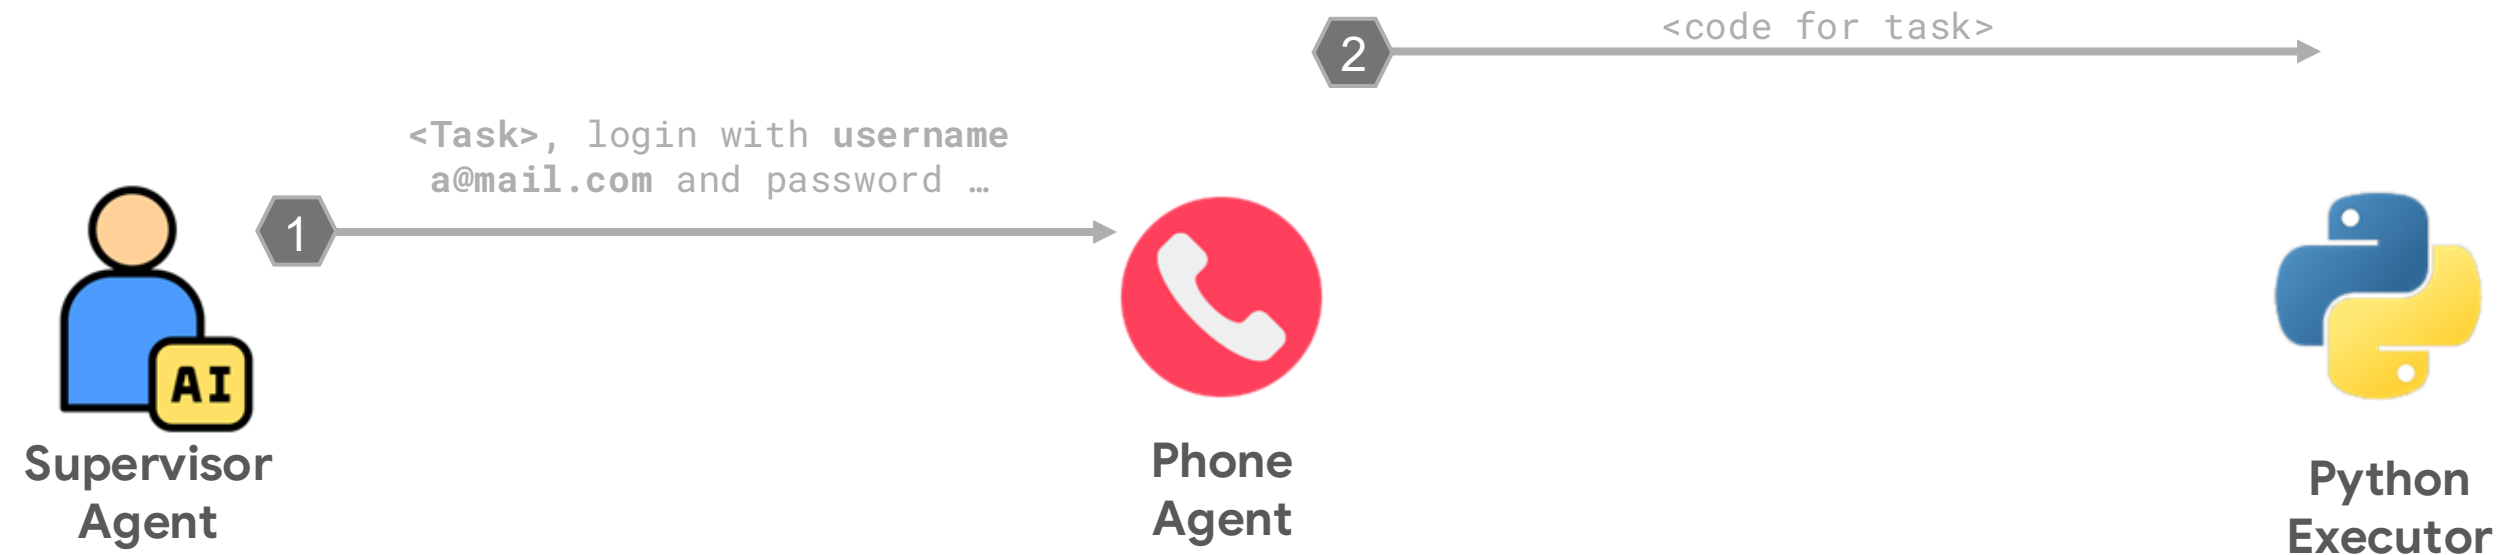 2
<code for task>
<Task>, login with username
a@mail.com and password …
1
AI
Supervisor
Agent
Phone
Agent
Python
Executor